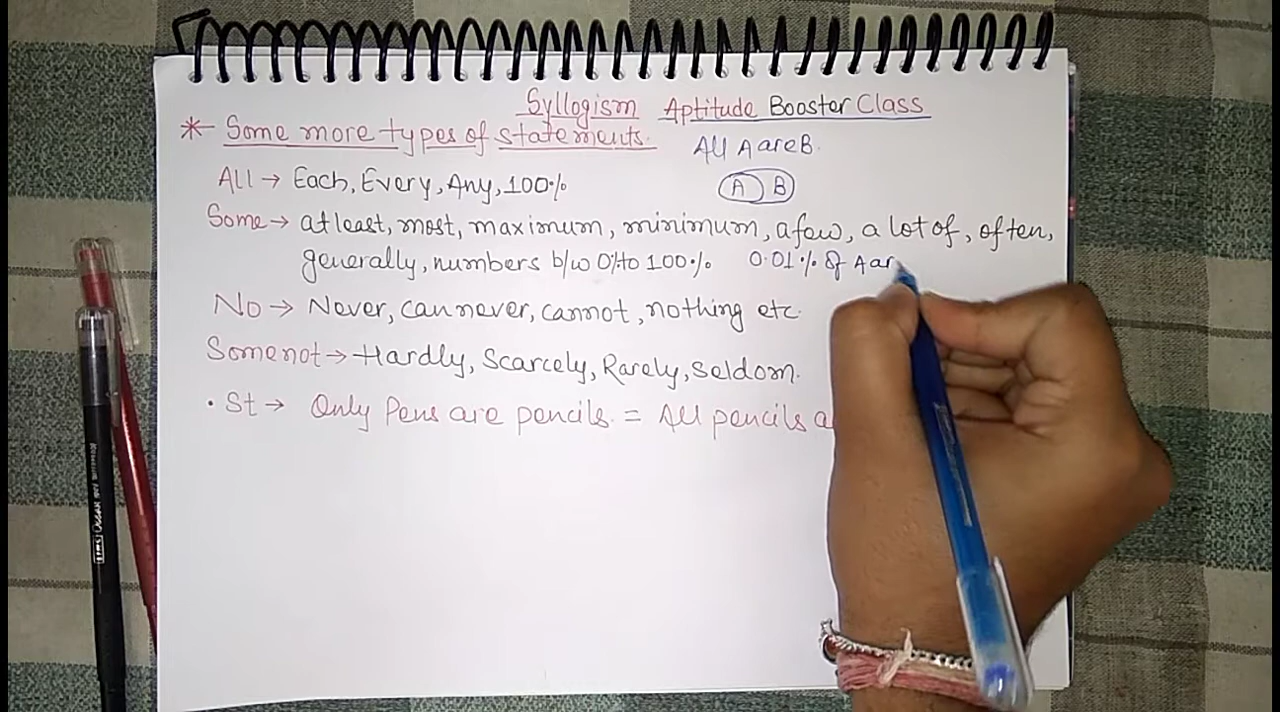 Syllogism Aptitude Booster Class
* Some more types of statements.
All A are B.
All → Each, Every, Any, 100%
A B
Some → atleast, most, maximum, minimum, a few, a lot of, often,
generally, numbers b/w 0% to 100% 0.01% of A ar
No → Never, can never, cannot, nothing etc.
Some not → Hardly, Scarcely, Rarely, Seldom.
• St → Only Pens are pencils. = All pencils a